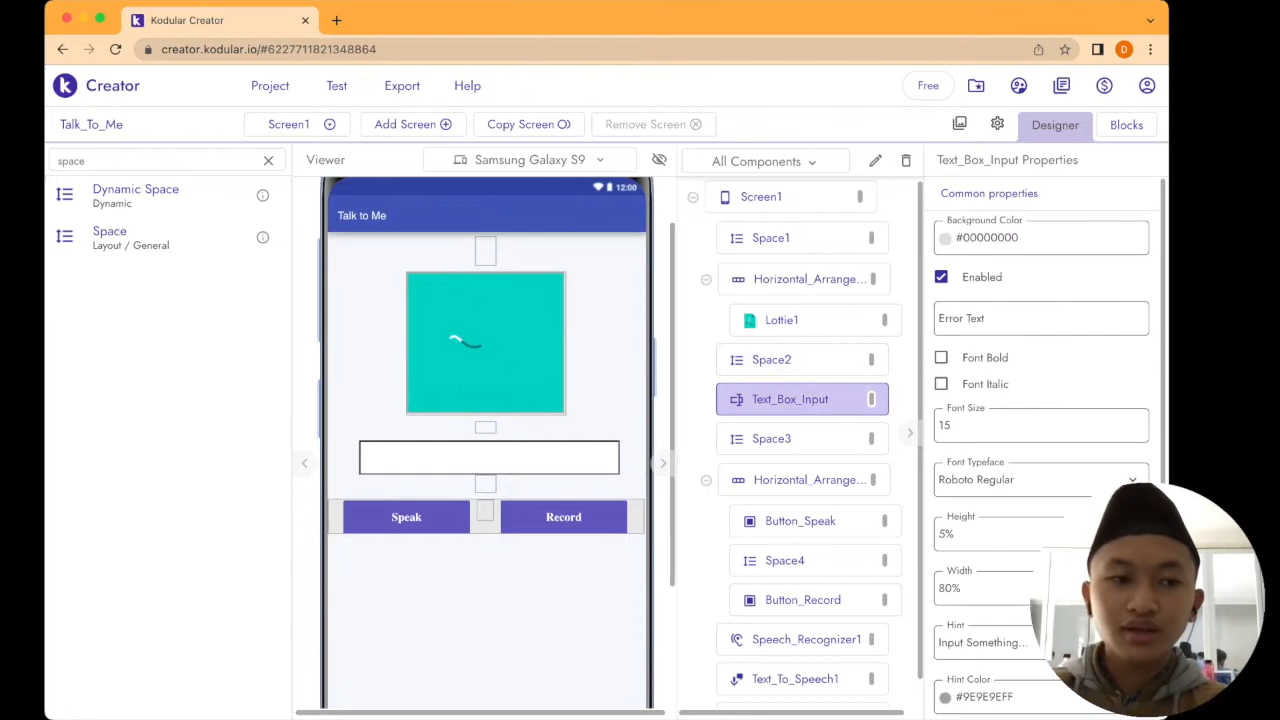 Kodular Creator
creator.kodular.io/#6227711821348864
D
k Creator
Project
Test
Export
Help
Free
Talk_To_Me
Screen1
Add Screen
Copy Screen
Remove Screen
Designer
Blocks
space
Viewer
Samsung Galaxy S9
All Components
Text_Box_Input Properties
Dynamic Space
Dynamic
Space
Layout / General
12:00
Talk to Me
Speak
Record
Screen1
Space1
Horizontal_Arrange...
Lottie1
Space2
Text_Box_Input
Space3
Horizontal_Arrange...
Button_Speak
Space4
Button_Record
Speech_Recognizer1
Text_To_Speech1
Common properties
Background Color
#00000000
Enabled
Error Text
Font Bold
Font Italic
Font Size
15
Font Typeface
Roboto Regular
Height
5%
Width
80%
Hint
Input Something...
Hint Color
#9E9E9EFF